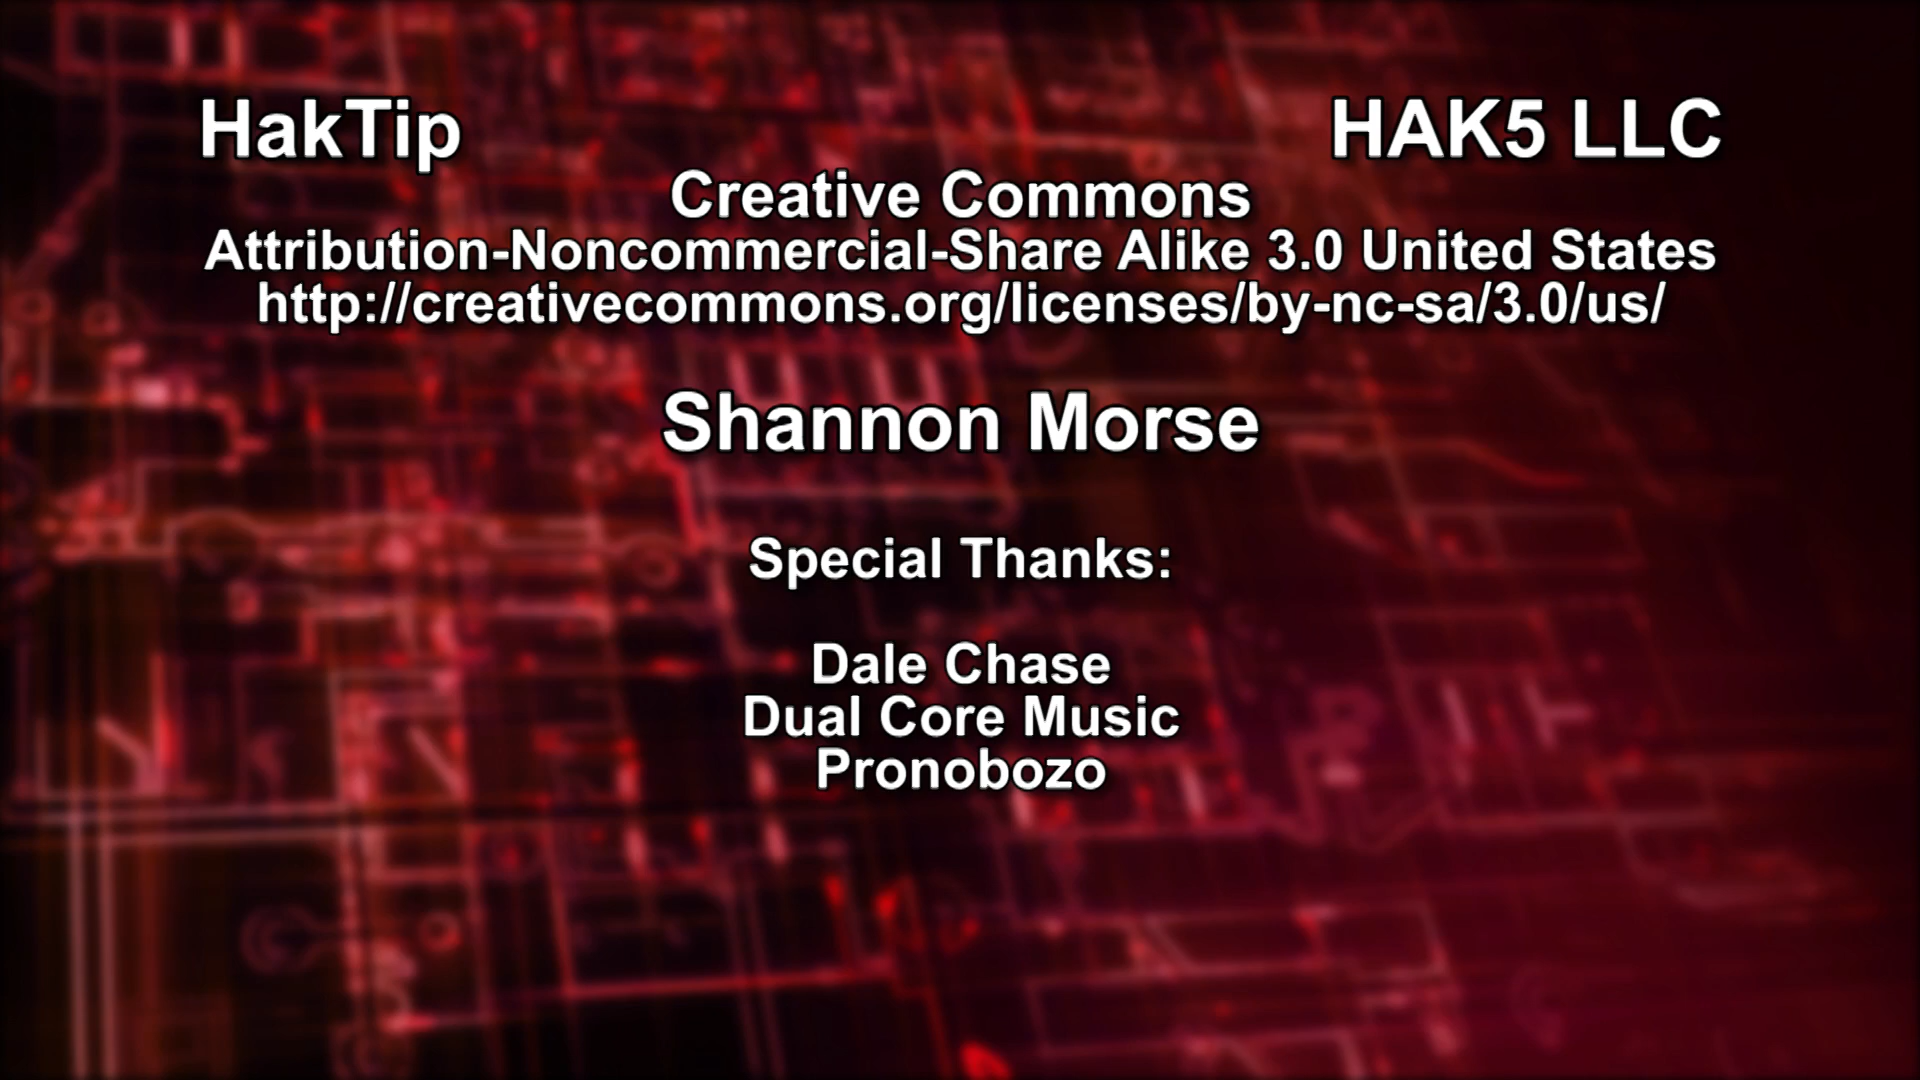 HakTip HAK5 LLC
Creative Commons
Attribution-Noncommercial-Share Alike 3.0 United States
http://creativecommons.org/licenses/by-nc-sa/3.0/us/
Shannon Morse
Special Thanks:
Dale Chase
Dual Core Music
Pronobozo